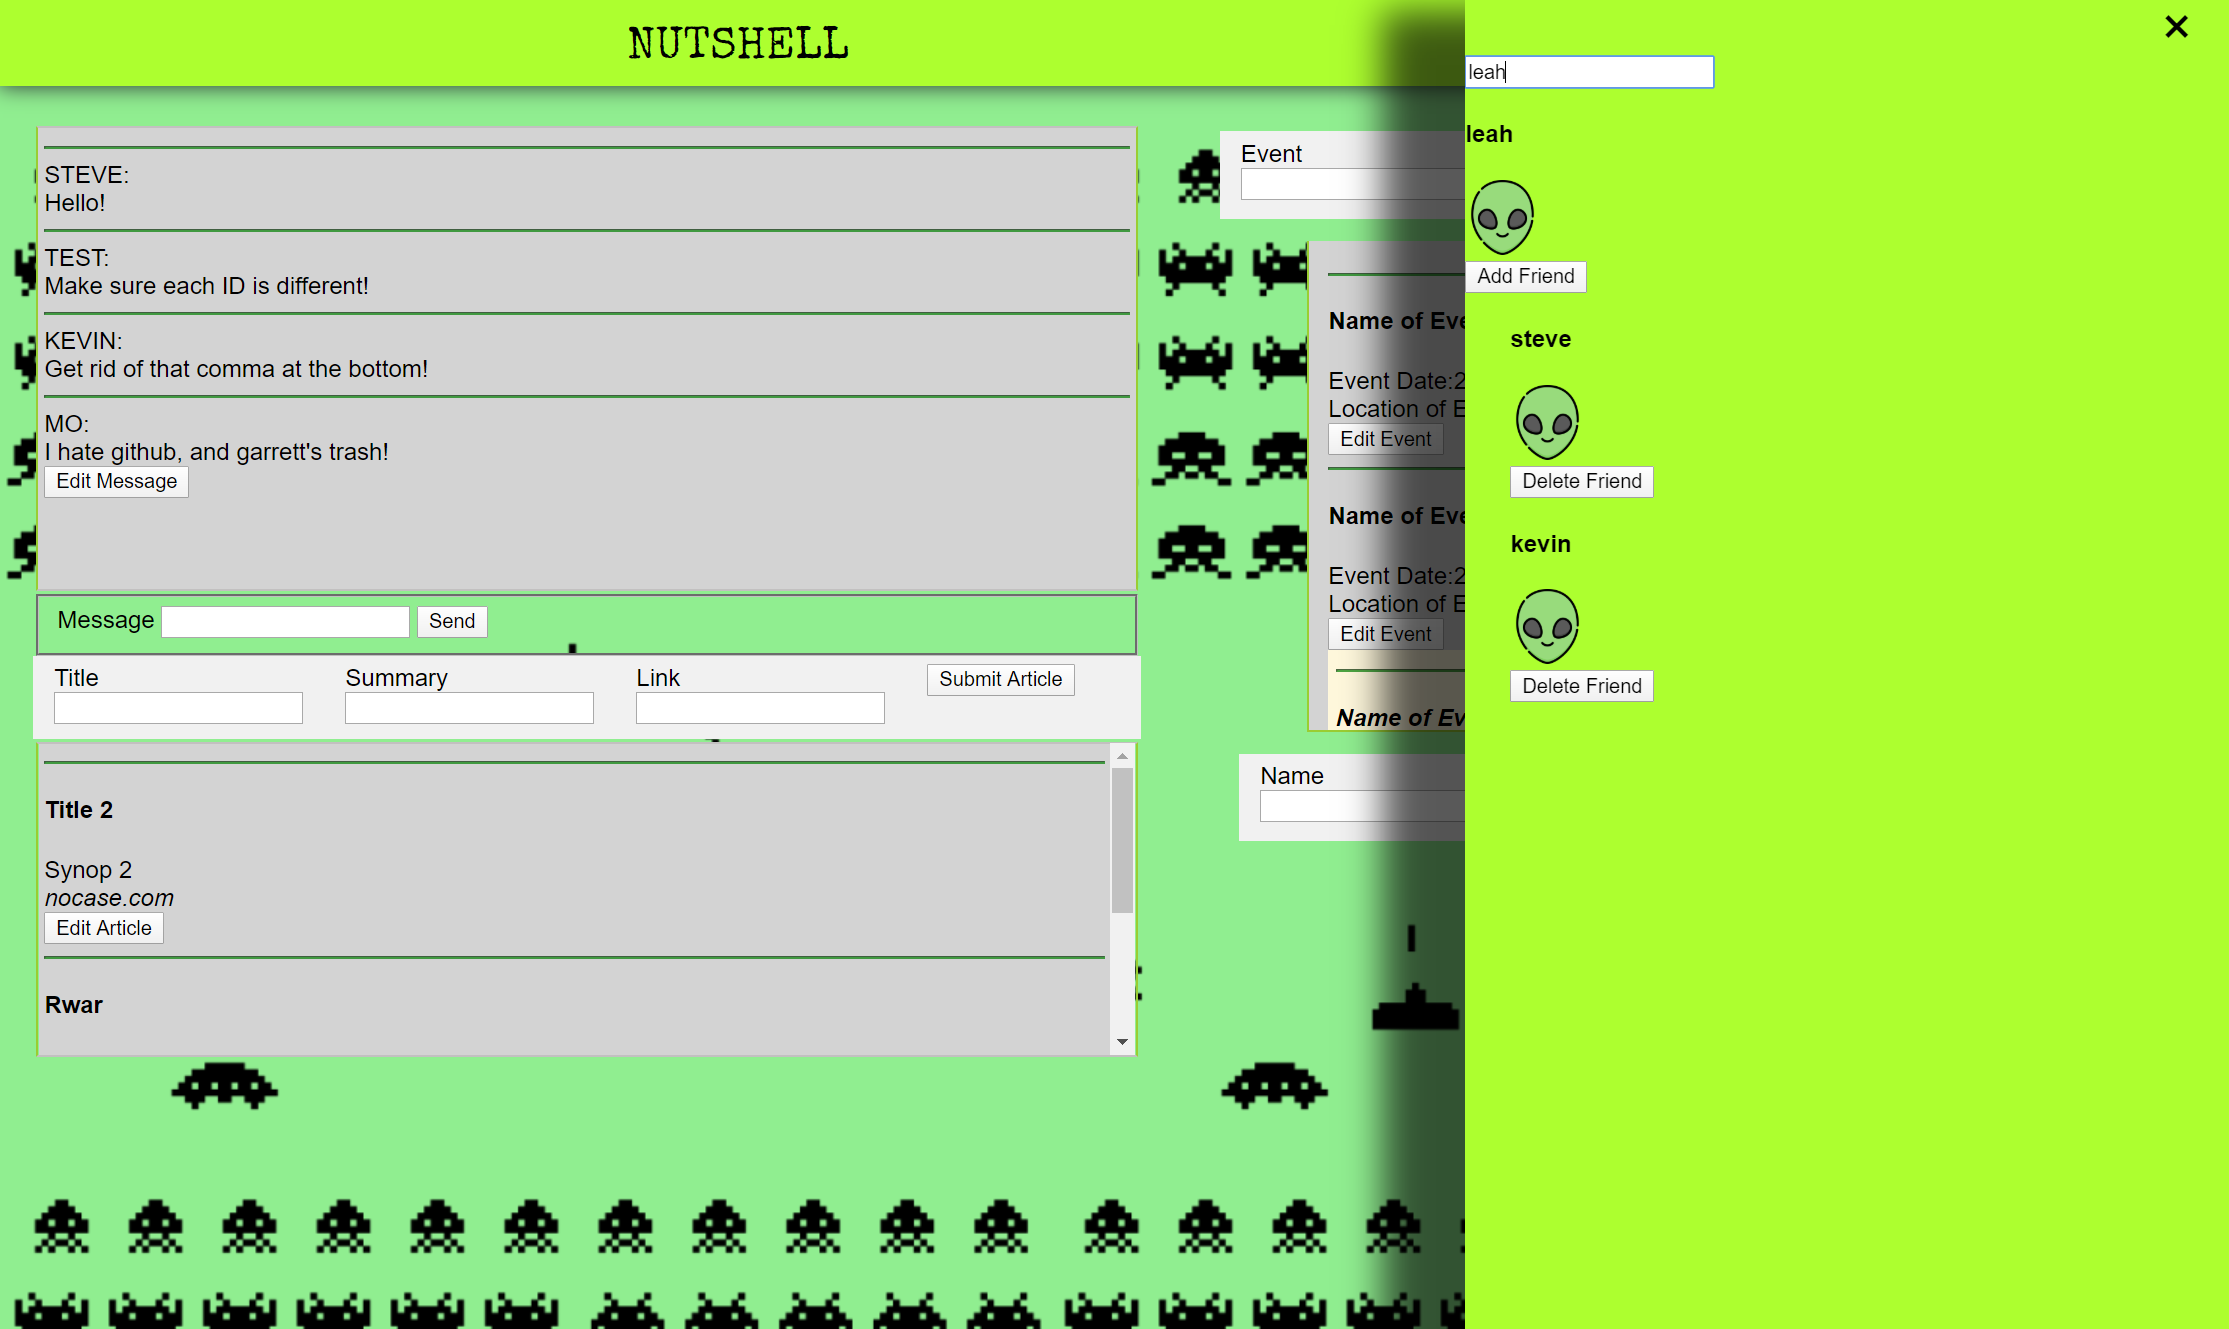 NUTSHELL
STEVE:
Hello!
TEST:
Make sure each ID is different!
KEVIN:
Get rid of that comma at the bottom!
MO:
I hate github, and garrett's trash!
Edit Message
Message Send
Title Summary Link Submit Article
Title 2
Synop 2
nocase.com
Edit Article
Rwar
Event
Name of Eve
Event Date:2
Location of E
Edit Event
Name of Eve
Event Date:2
Location of E
Edit Event
Name of Ev
Name
leah
leah
Add Friend
steve
Delete Friend
kevin
Delete Friend